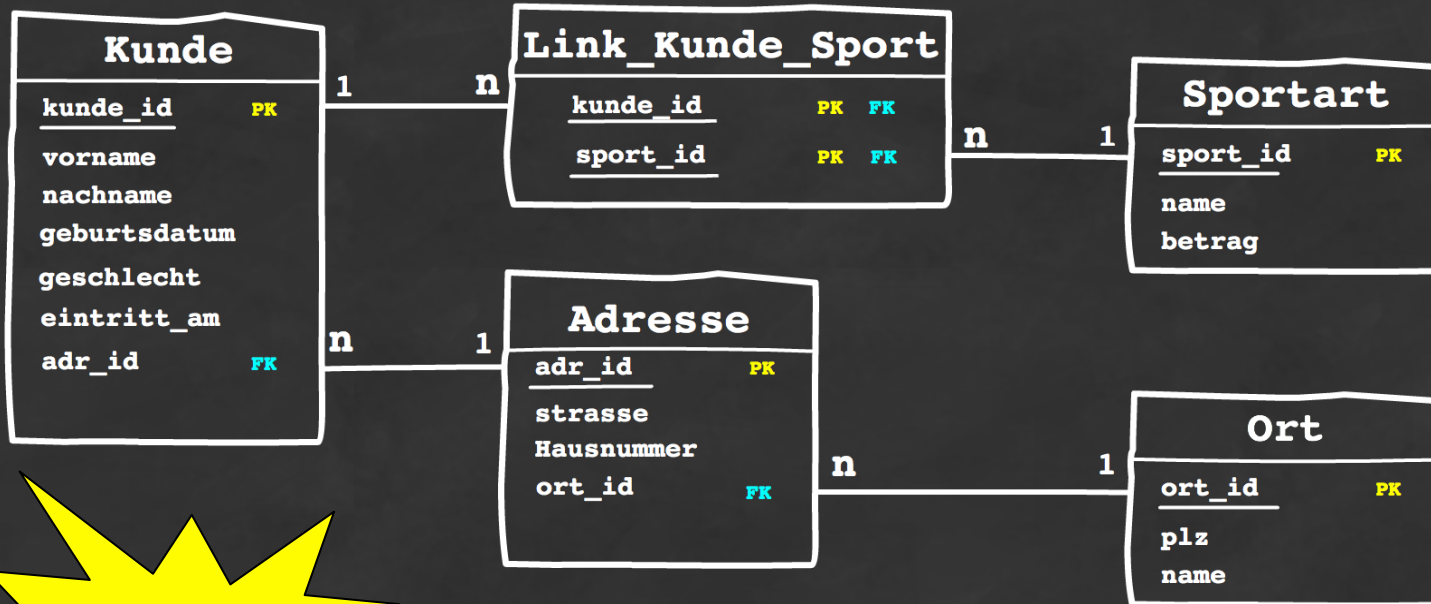 Kunde
kunde_id PK
vorname
nachname
geburtsdatum
geschlecht
eintritt_am
adr_id FK
1 n
Link_Kunde_Sport
kunde_id PK FK
sport_id PK FK
n 1
Sportart
sport_id PK
name
betrag
n 1
Adresse
adr_id PK
strasse
Hausnummer
ort_id FK
n 1
Ort
ort_id PK
plz
name